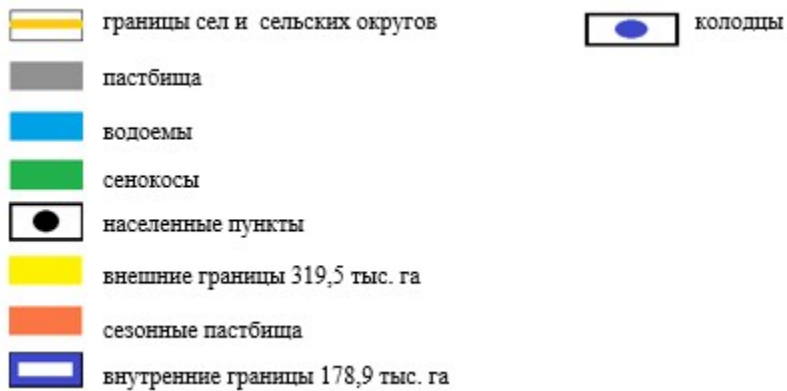 границы сел и сельских округов
колодцы
пастбища
водоемы
сенокосы
населенные пункты
внешние границы 319,5 тыс. га
сезонные пастбища
внутренние границы 178,9 тыс. га